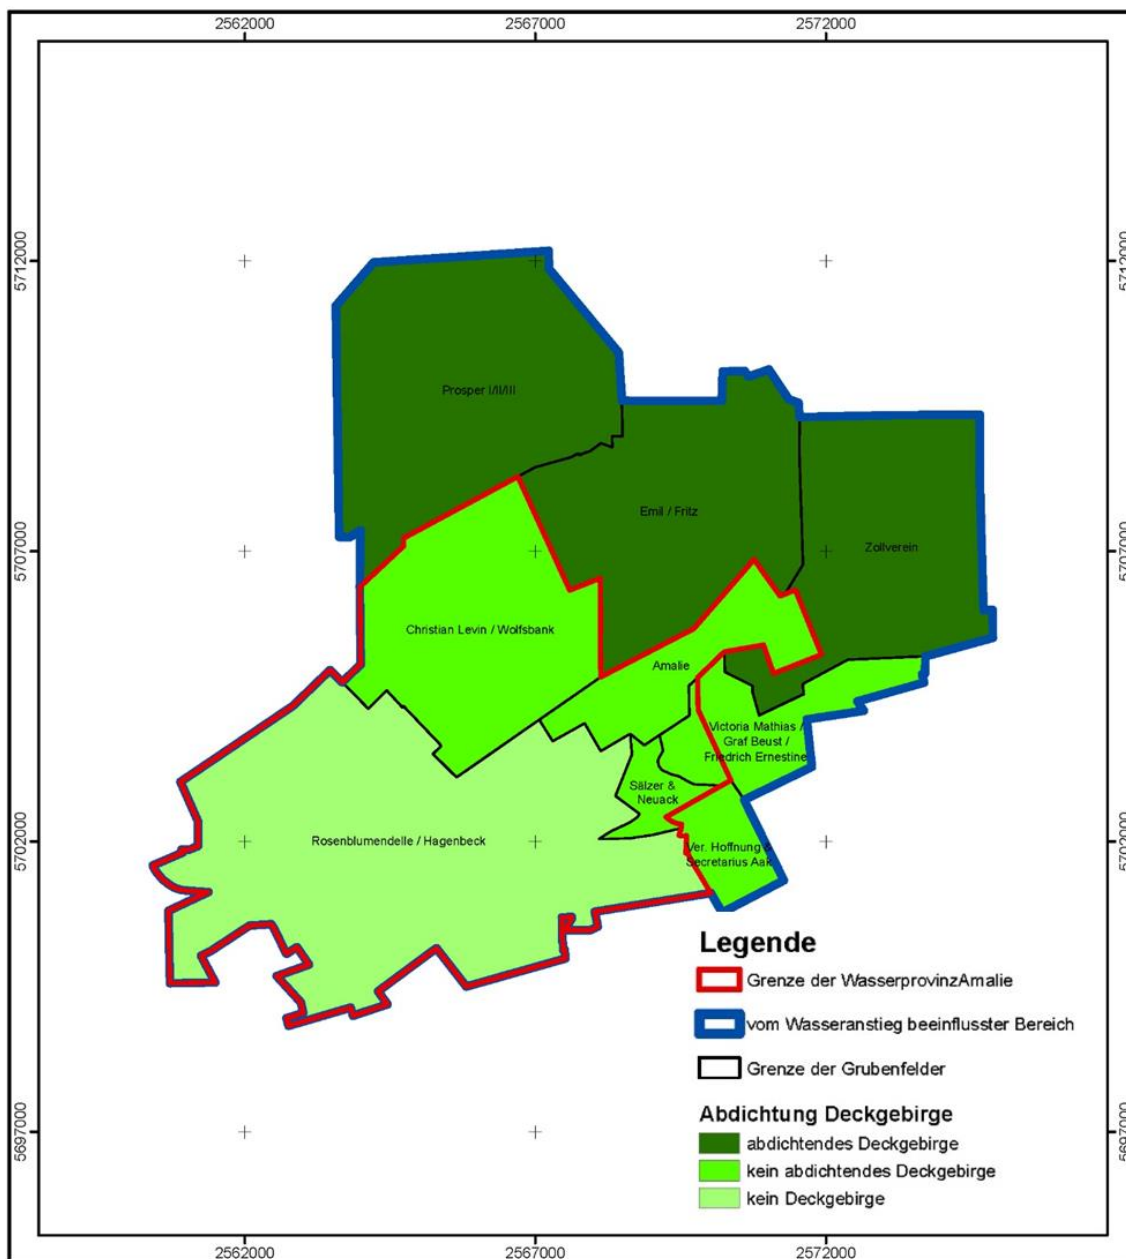 2562000
2567000
2572000
5712000
5712000
Prosper I/II/III
Emil / Fritz
Zollverein
5707000
5707000
Christian Levin / Wolfsbank
Amalie
Victoria Mathias /
Graf Beust /
Friedrich Ernestine
Sälzer &
Neuack
Rosenblumendelle / Hagenbeck
Ver. Hoffnung &
Secretarius Aak
5702000
5702000
Legende
Grenze der WasserprovinzAmalie
vom Wasseranstieg beeinflusster Bereich
Grenze der Grubenfelder
Abdichtung Deckgebirge
abdichtendes Deckgebirge
kein abdichtendes Deckgebirge
kein Deckgebirge
5697000
5697000
2562000
2567000
2572000